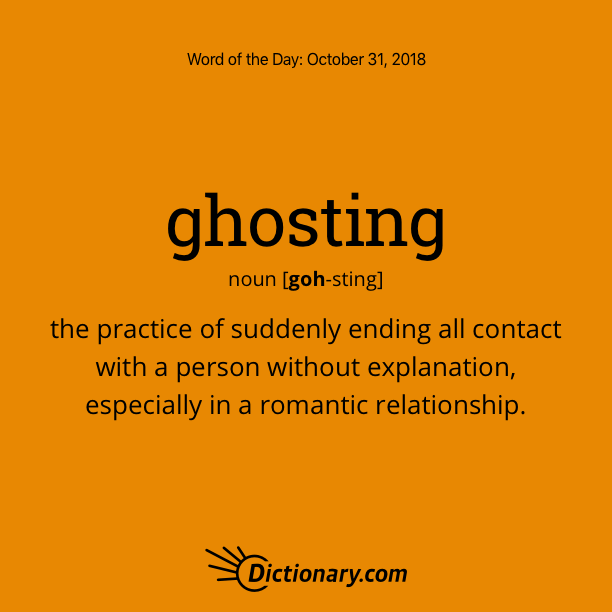 Word of the Day: October 31, 2018
ghosting
noun [goh-sting]
the practice of suddenly ending all contact
with a person without explanation,
especially in a romantic relationship.
Dictionary.com